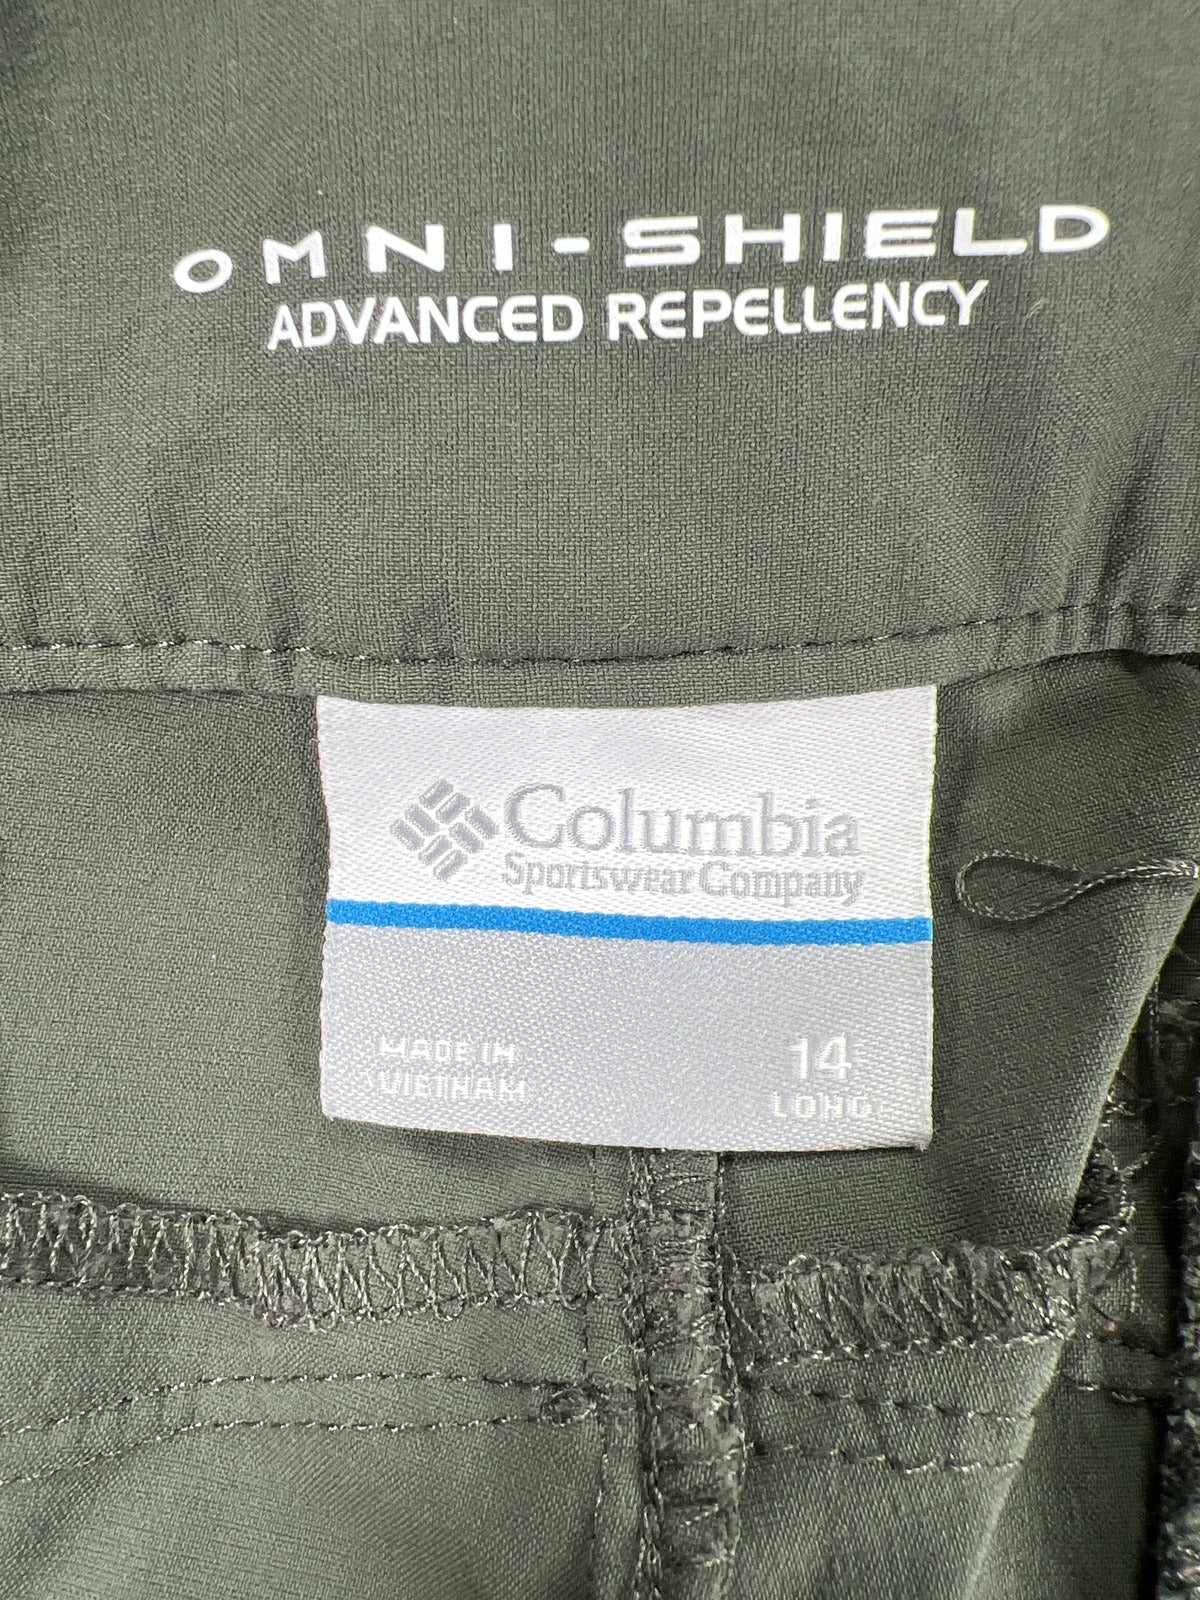 OMNI-SHIELD
ADVANCED REPELLENCY
Columbia
Sportswear Company
MADE IN
VIETNAM
14
LONG